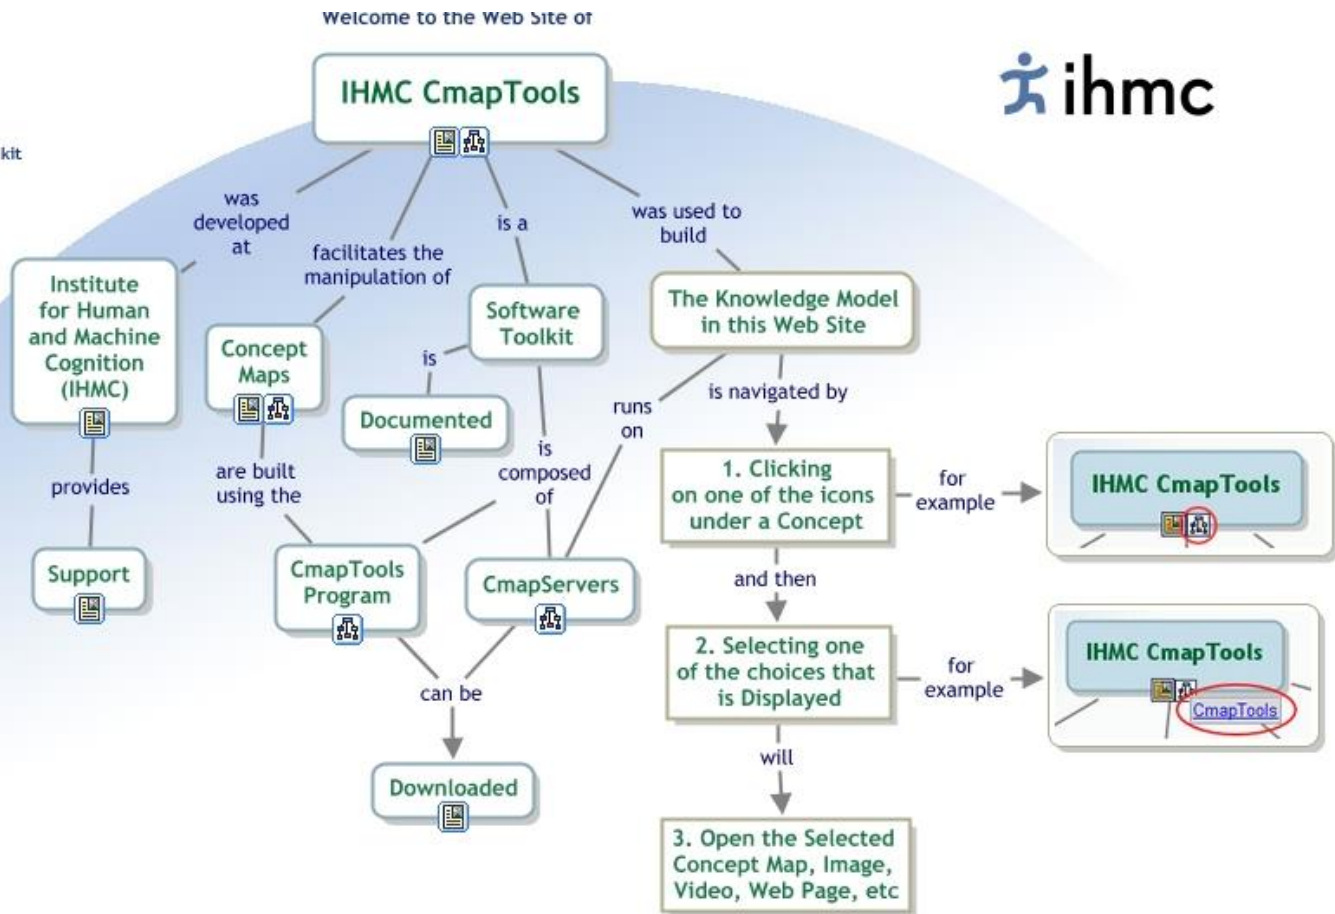 Welcome to the Web Site of
IHMC CmapTools
ihmc
kit
was
developed
at
facilitates the
manipulation of
is a
was used to
build
Institute
for Human
and Machine
Cognition
(IHMC)
Concept
Maps
Software
Toolkit
The Knowledge Model
in this Web Site
is
Documented
runs
on
is navigated by
provides
are built
using the
is
composed
of
1. Clicking
on one of the icons
under a Concept
for
example
IHMC CmapTools
Support
CmapTools
Program
CmapServers
and then
2. Selecting one
of the choices that
is Displayed
for
example
IHMC CmapTools
CmapTools
can be
will
Downloaded
3. Open the Selected
Concept Map, Image,
Video, Web Page, etc